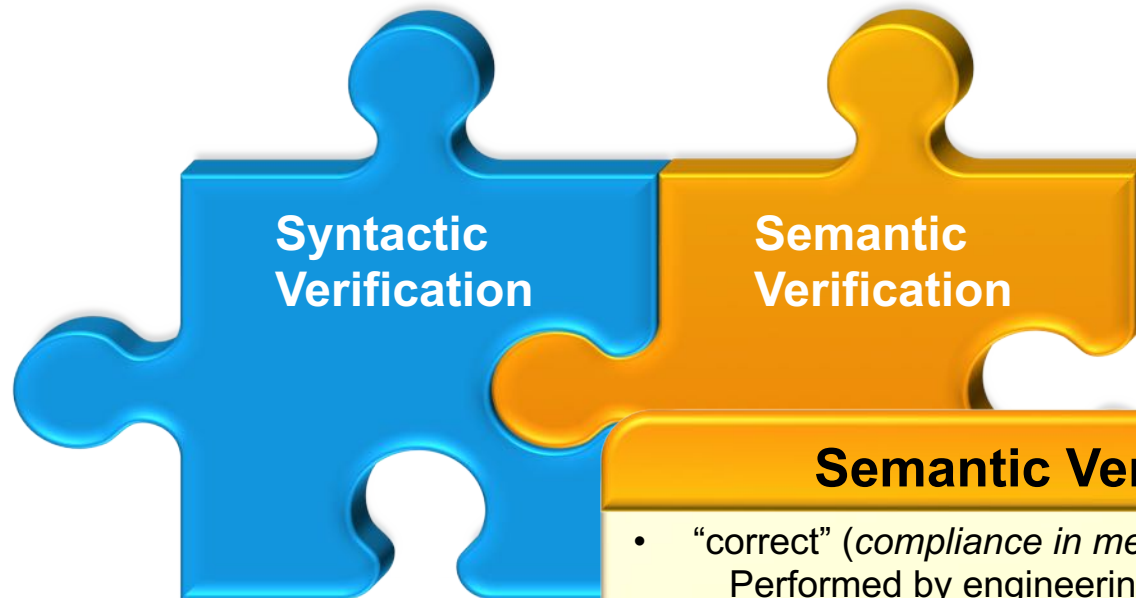 Syntactic
Verification
Semantic
Verification
Semantic Ver
• “correct” (compliance in me
Performed by engineerin